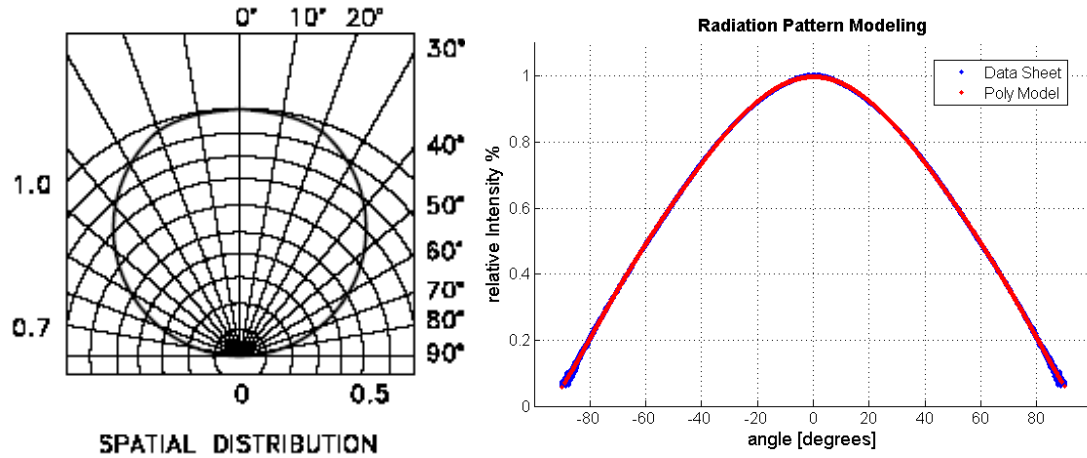 0° 10° 20°
30°
40°
1.0
50°
60°
70°
0.7
80°
90°
0 0.5
SPATIAL DISTRIBUTION
Radiation Pattern Modeling
relative Intensity %
1
0.8
0.6
0.4
0.2
0
Data Sheet
Poly Model
-80 -60 -40 -20 0 20 40 60 80
angle [degrees]